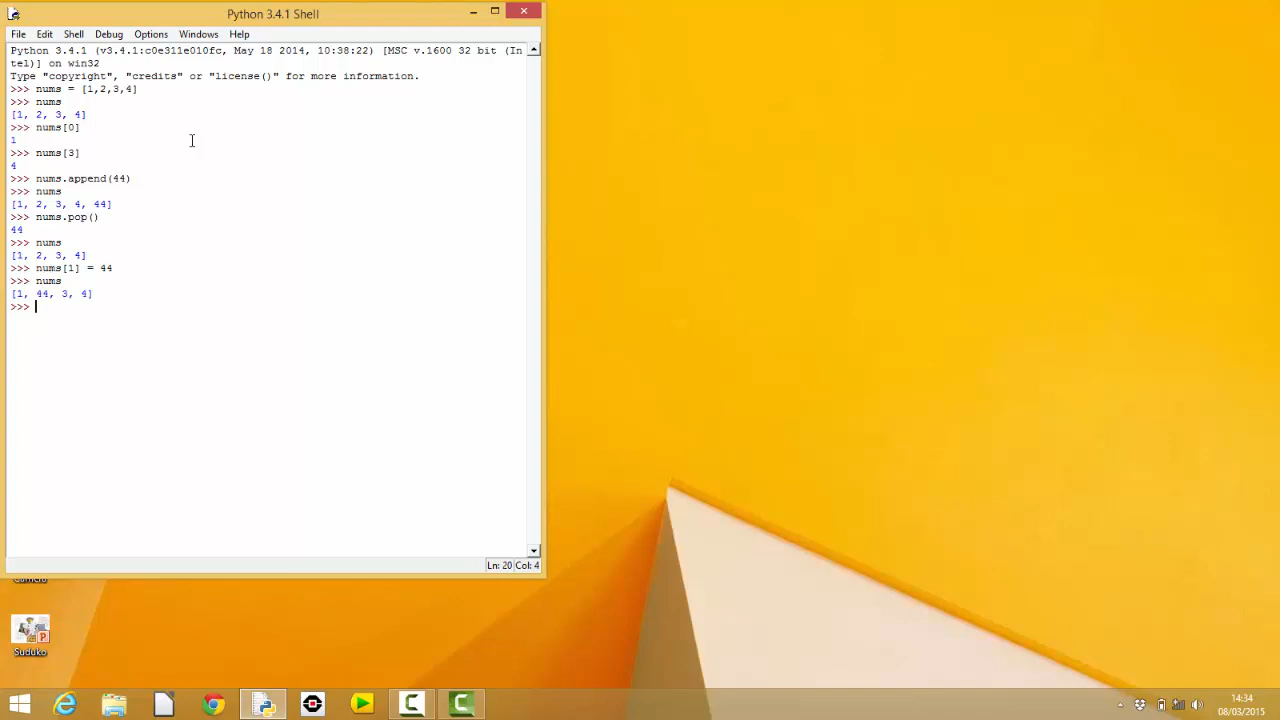 Python 3.4.1 Shell
File Edit Shell Debug Options Windows Help
Python 3.4.1 (v3.4.1:c0e311e010fc, May 18 2014, 10:38:22) [MSC v.1600 32 bit (In
tel)] on win32
Type "copyright", "credits" or "license()" for more information.
>>> nums = [1,2,3,4]
>>> nums
[1, 2, 3, 4]
>>> nums[0]
1
>>> nums[3]
4
>>> nums.append(44)
>>> nums
[1, 2, 3, 4, 44]
>>> nums.pop()
44
>>> nums
[1, 2, 3, 4]
>>> nums[1] = 44
>>> nums
[1, 44, 3, 4]
>>>
Ln: 20 Col: 4
Suduko
14:34
08/03/2015